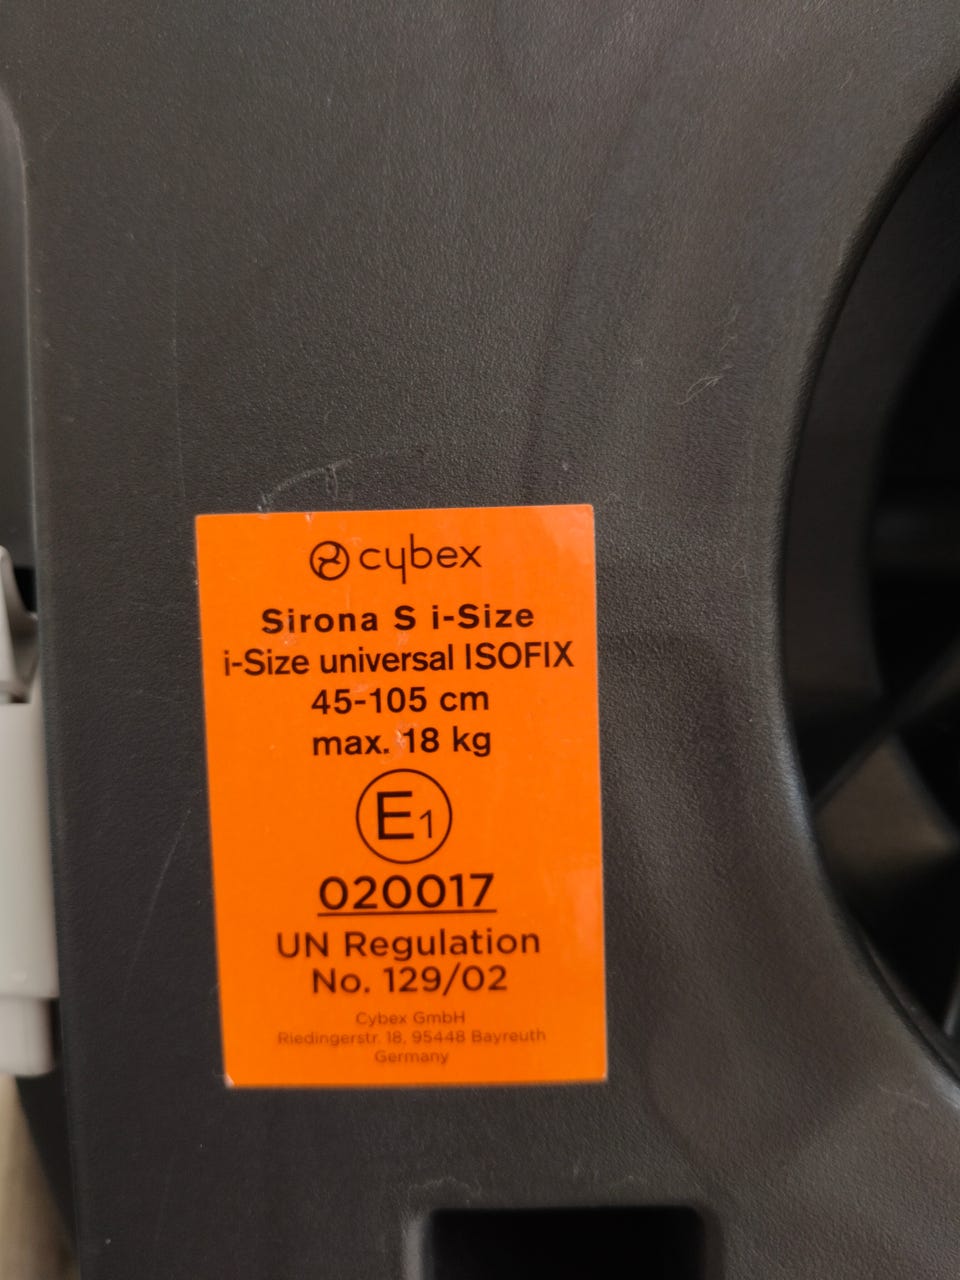 cybex
Sirona S i-Size
i-Size universal ISOFIX
45-105 cm
max. 18 kg
E1
020017
UN Regulation
No. 129/02
Cybex GmbH
Riedingerstr. 18, 95448 Bayreuth
Germany